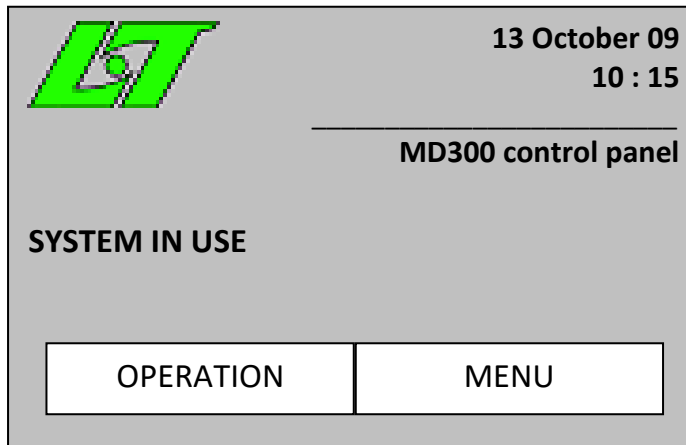 13 October 09
10 : 15
MD300 control panel
SYSTEM IN USE
OPERATION MENU